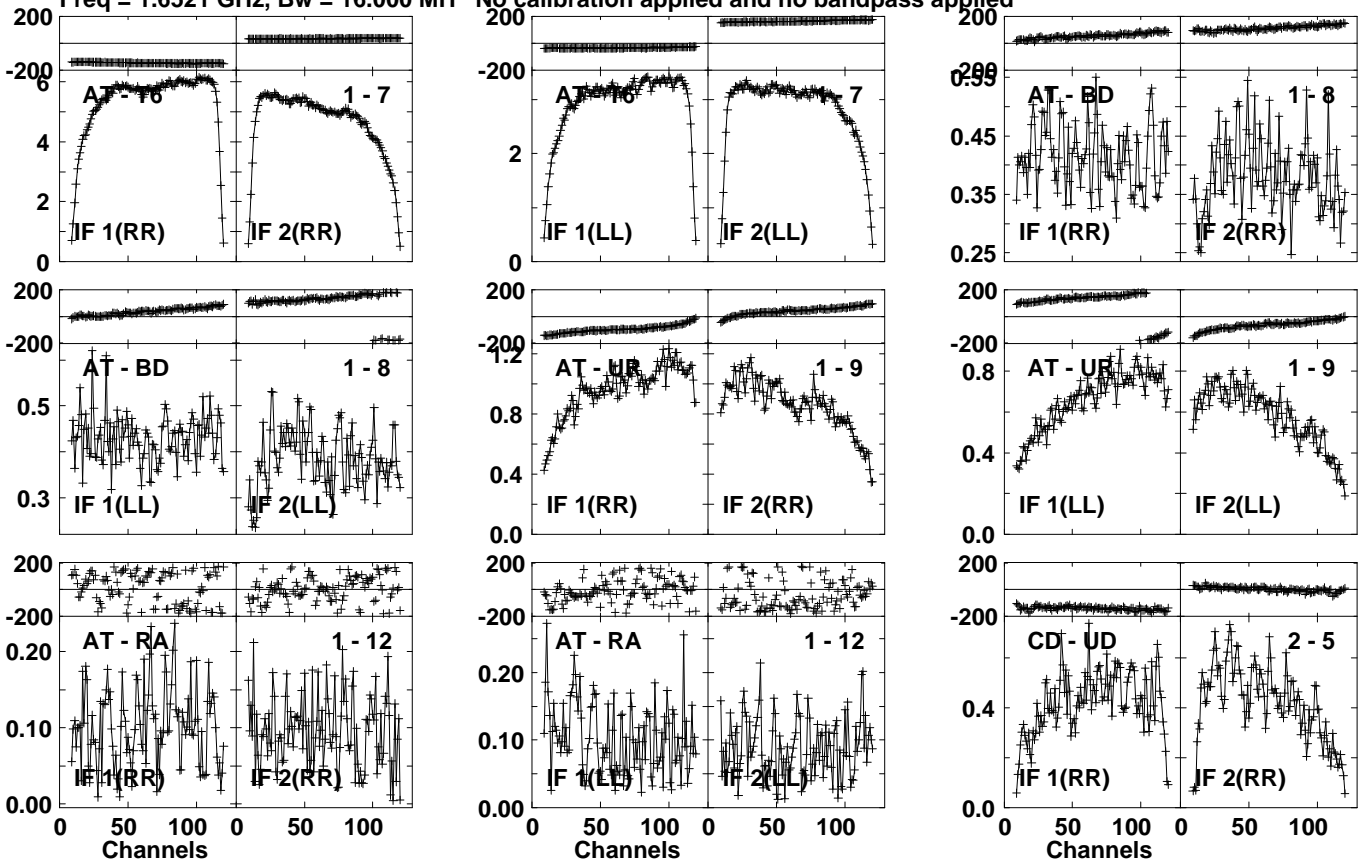 Freq = 1.6521 GHz, Bw = 16.000 MH No calibration applied and no bandpass applied
200
-200
AT - T6
1 - 7
6
4
2
0
IF 1(RR)
IF 2(RR)
AT - T6
1 - 7
2
0
IF 1(LL)
IF 2(LL)
200
-200
0.55
AT - BD
1 - 8
0.45
0.35
0.25
IF 1(RR)
IF 2(RR)
200
-200
AT - BD
1 - 8
0.5
0.3
IF 1(LL)
IF 2(LL)
200
-200
1.2
AT - UR
1 - 9
0.8
0.4
0.0
IF 1(RR)
IF 2(RR)
200
-200
AT - UR
1 - 9
0.8
0.4
0.0
IF 1(LL)
IF 2(LL)
200
-200
AT - RA
1 - 12
0.20
0.10
0.00
IF 1(RR)
IF 2(RR)
0 50 100 0 50 100
Channels
200
-200
AT - RA
1 - 12
0.20
0.10
0.00
IF 1(LL)
IF 2(LL)
0 50 100 0 50 100
Channels
200
-200
CD - UD
2 - 5
0.4
0.0
IF 1(RR)
IF 2(RR)
0 50 100 0 50 100
Channels